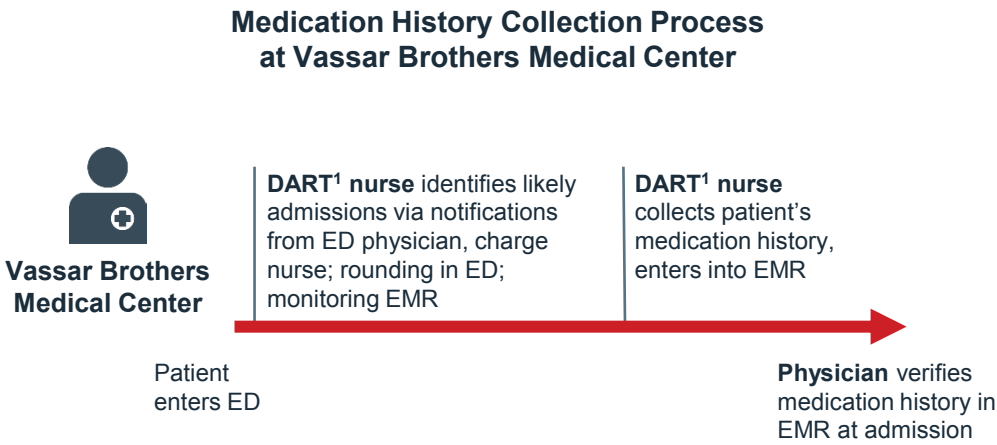 Medication History Collection Process
at Vassar Brothers Medical Center
Vassar Brothers
Medical Center
DART¹ nurse identifies likely
admissions via notifications
from ED physician, charge
nurse; rounding in ED;
monitoring EMR
DART¹ nurse
collects patient’s
medication history,
enters into EMR
Patient
enters ED
Physician verifies
medication history in
EMR at admission